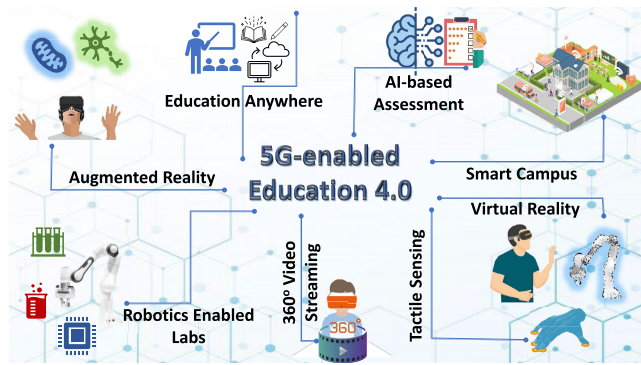 Education Anywhere
AI-based
Assessment
5G-enabled
Education 4.0
Augmented Reality
Smart Campus
Virtual Reality
Robotics Enabled
Labs
360° Video
Streaming
360°
Tactile Sensing